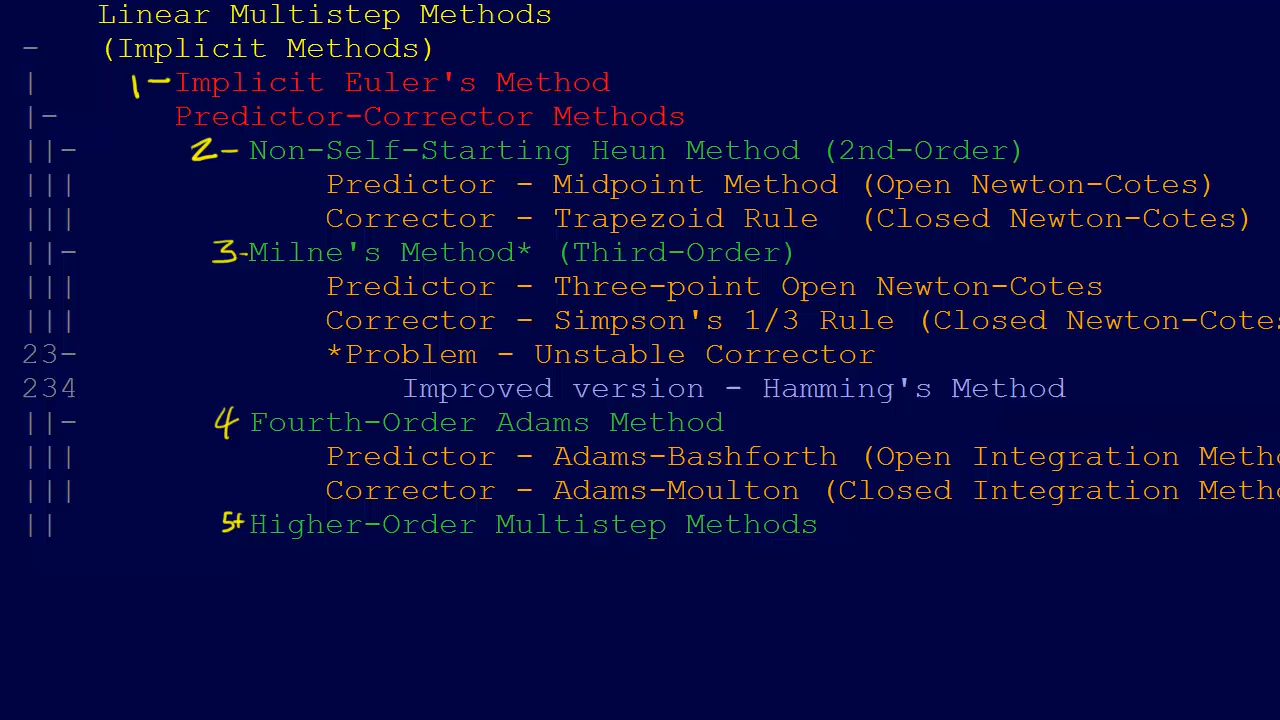 Linear Multistep Methods
- (Implicit Methods)
| 1- Implicit Euler's Method
|- Predictor-Corrector Methods
||- 2- Non-Self-Starting Heun Method (2nd-Order)
||| Predictor - Midpoint Method (Open Newton-Cotes)
||| Corrector - Trapezoid Rule (Closed Newton-Cotes)
||- 3- Milne's Method* (Third-Order)
||| Predictor - Three-point Open Newton-Cotes
||| Corrector - Simpson's 1/3 Rule (Closed Newton-Cotes
23- *Problem - Unstable Corrector
234 Improved version - Hamming's Method
||- 4 Fourth-Order Adams Method
||| Predictor - Adams-Bashforth (Open Integration Metho
||| Corrector - Adams-Moulton (Closed Integration Metho
|| 5+ Higher-Order Multistep Methods